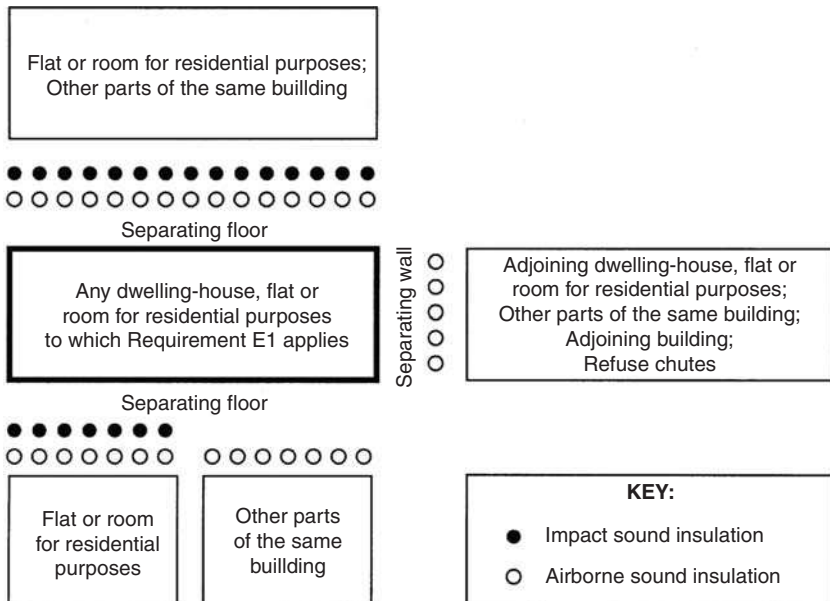 Flat or room for residential purposes;
Other parts of the same buillding
Separating floor
Any dwelling-house, flat or
room for residential purposes
to which Requirement E1 applies
Separating wall
Adjoining dwelling-house, flat or
room for residential purposes;
Other parts of the same building;
Adjoining building;
Refuse chutes
Separating floor
Flat or room
for residential
purposes
Other parts
of the same
buillding
KEY:
Impact sound insulation
Airborne sound insulation